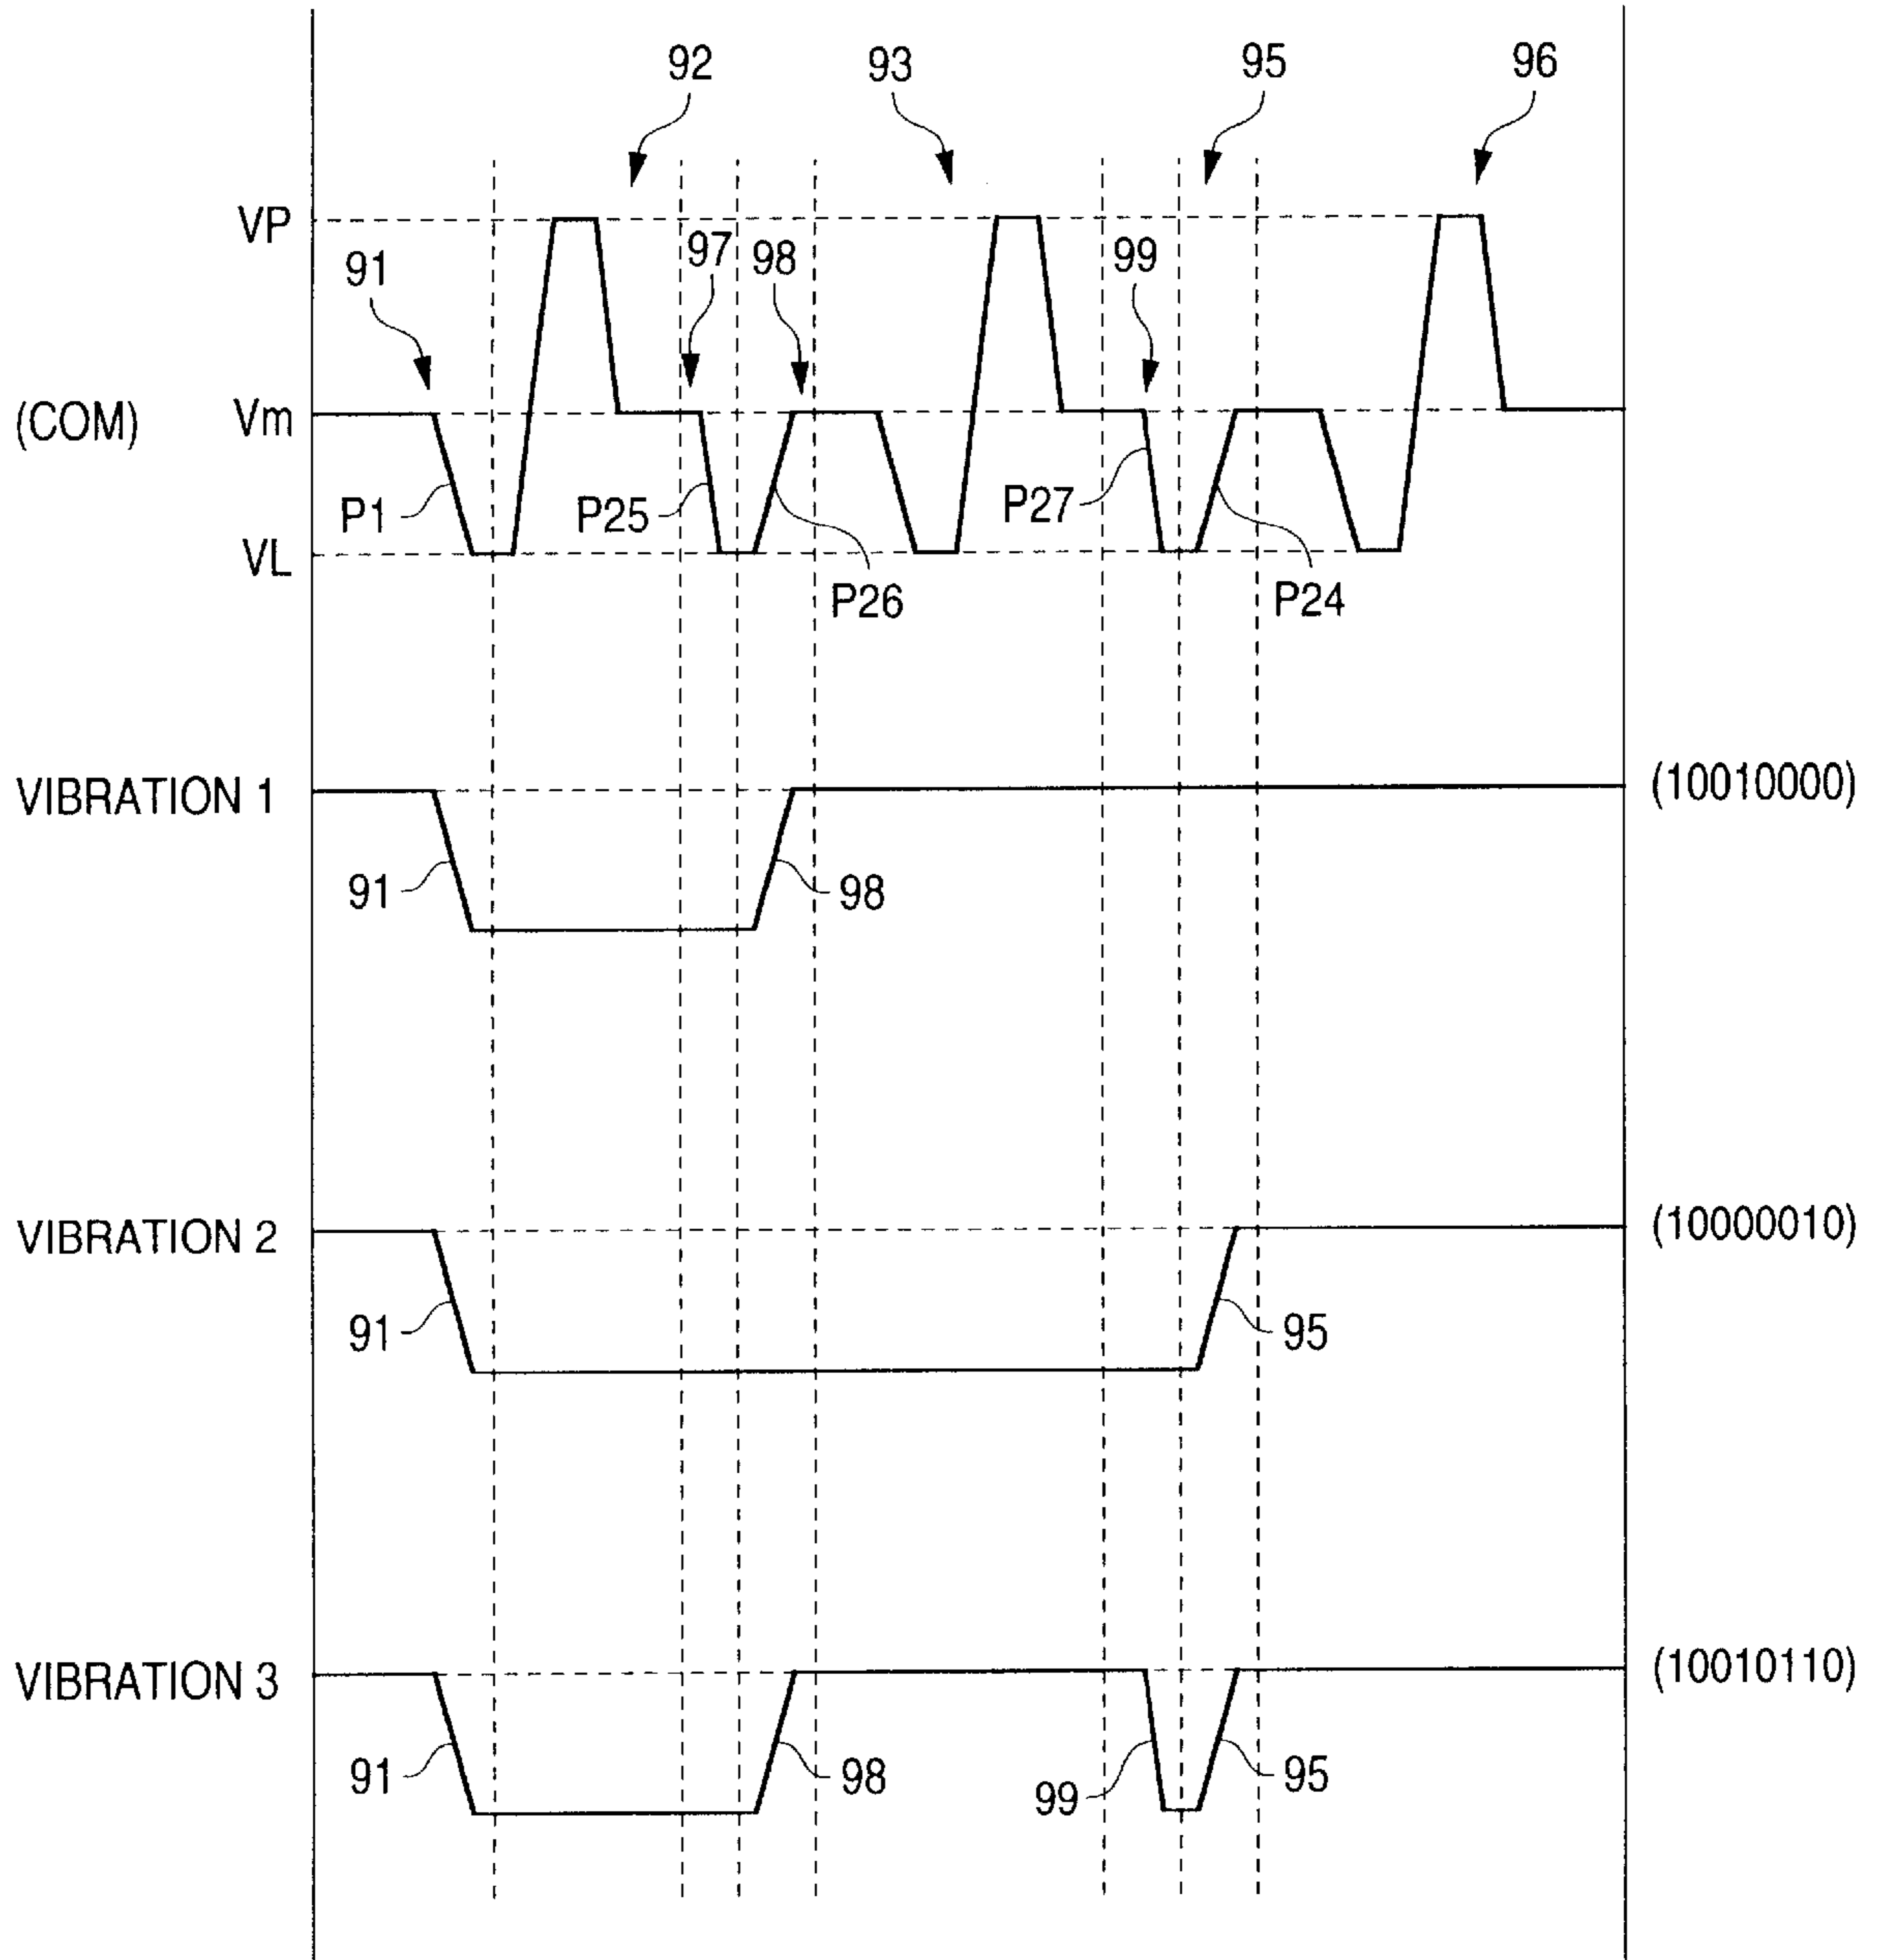 92 93 95 96
VP
91 97 98 99
(COM) Vm
P1 P25 P27
VL
P26 P24
VIBRATION 1 (10010000)
91 98
VIBRATION 2 (10000010)
91 95
VIBRATION 3 (10010110)
91 98 99 95